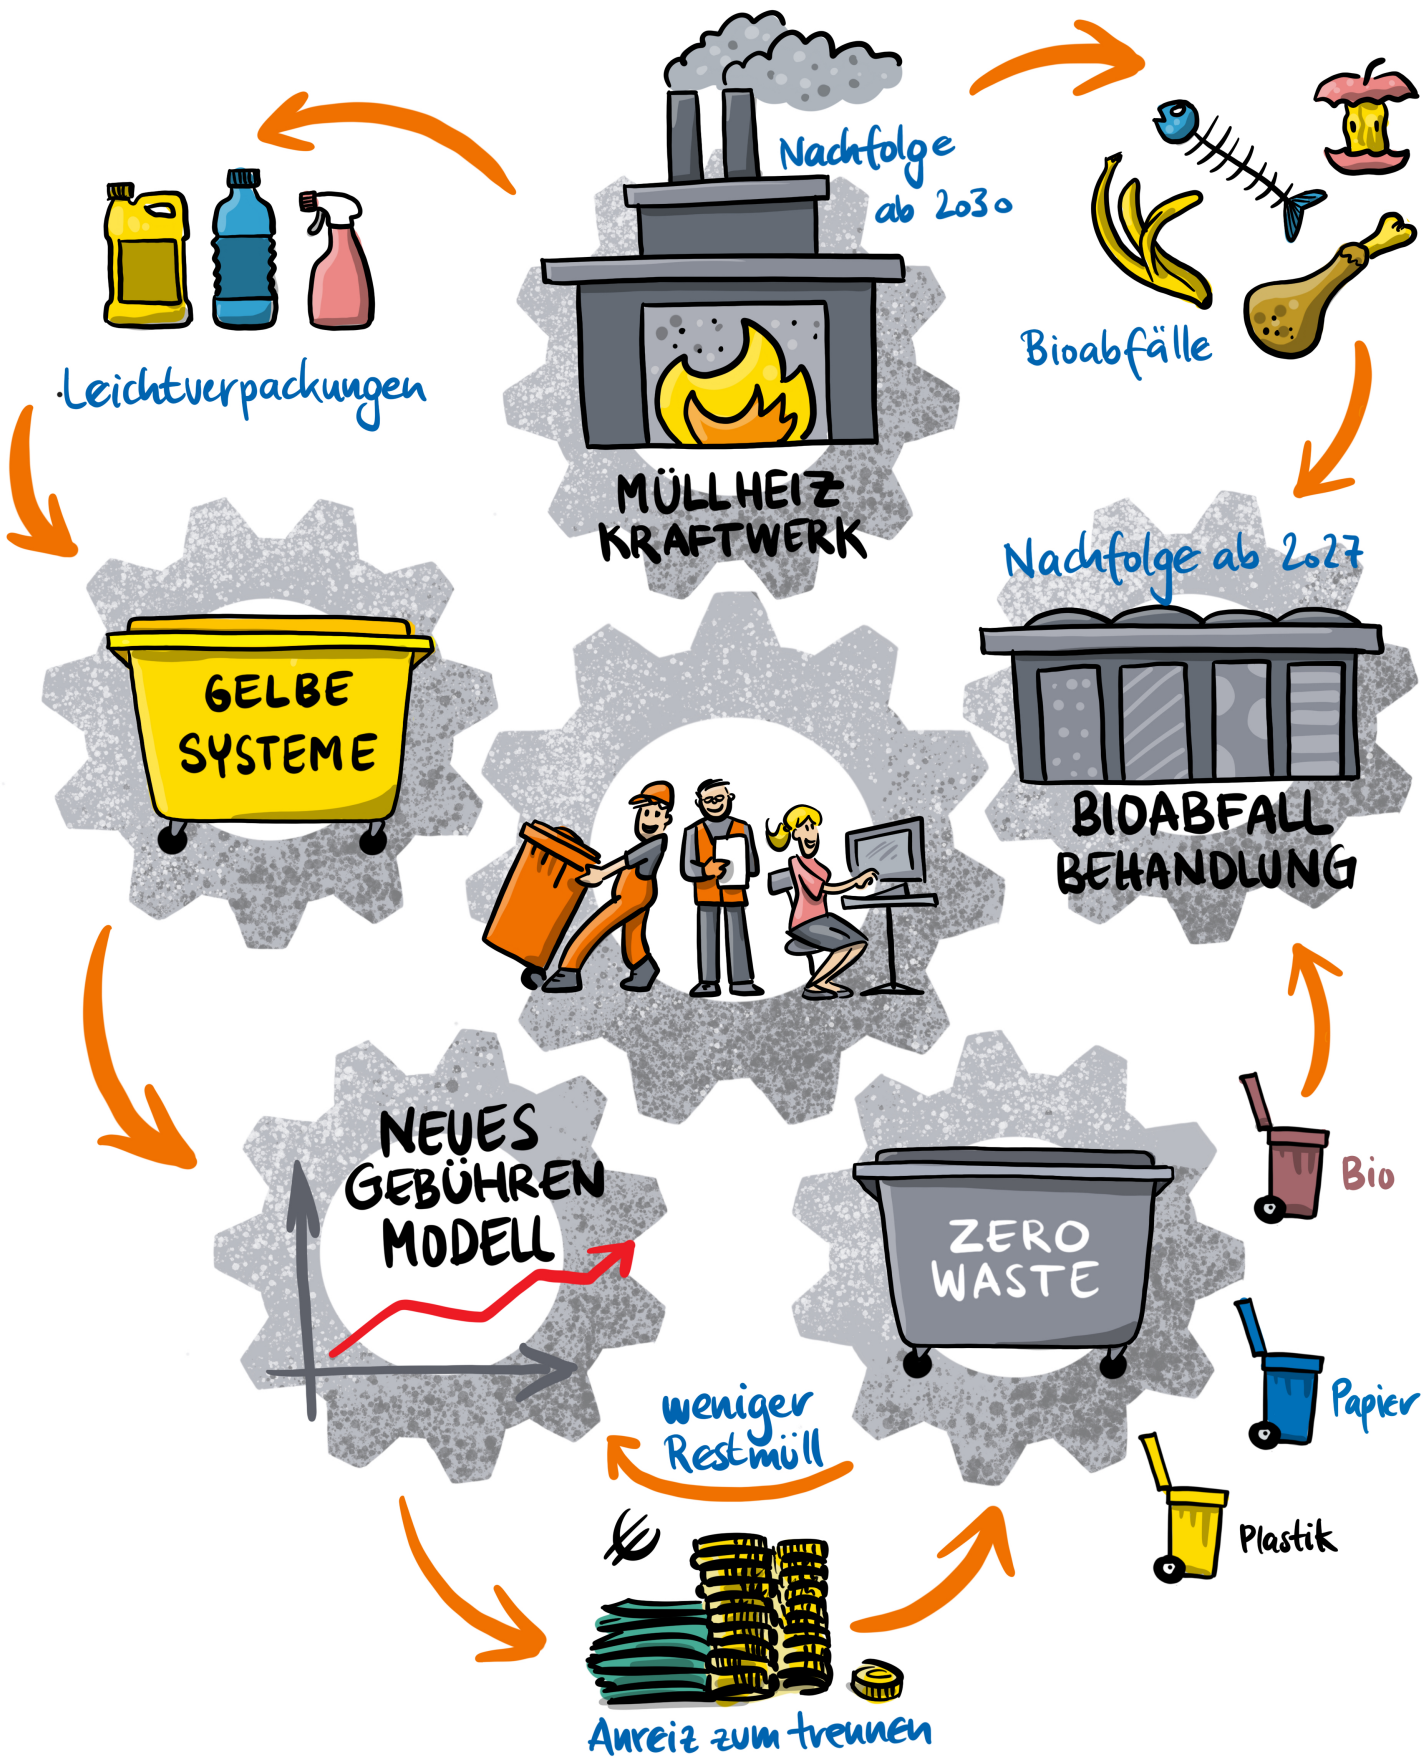 Nachfolge
ab 2030
Leichtverpackungen
Bioabfälle
MÜLLHEIZ
KRAFTWERK
Nachfolge ab 2027
GELBE
SYSTEME
BIOABFALL
BEHANDLUNG
NEUES
GEBÜHREN
MODELL
ZERO
WASTE
Bio
Papier
Plastik
weniger
Restmüll
€
Anreiz zum trennen